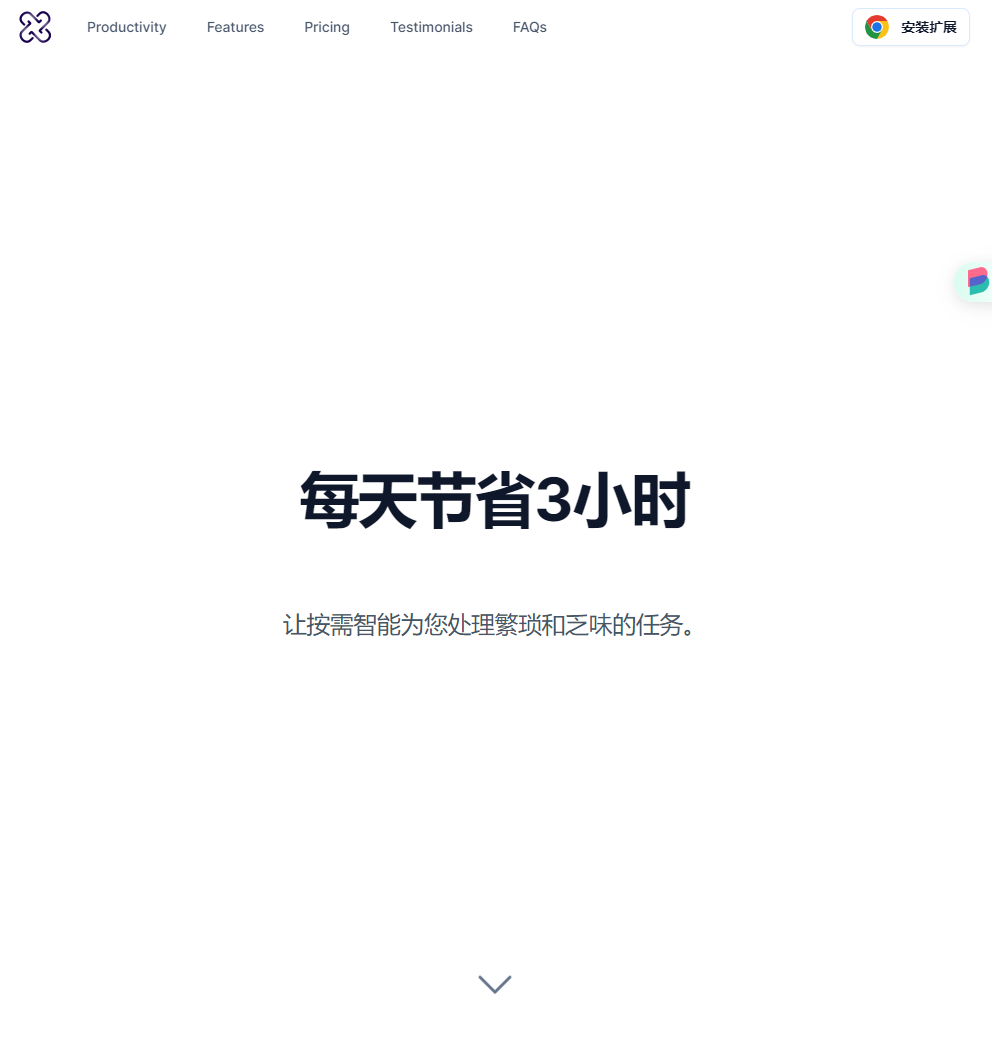 Productivity
Features
Pricing
Testimonials
FAQs
安装扩展
每天节省3小时
让按需智能为您处理繁琐和乏味的任务。